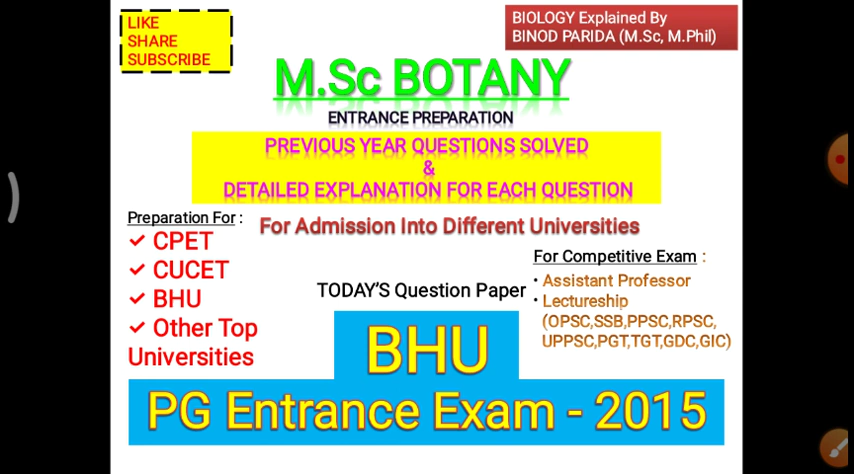 LIKE
SHARE
SUBSCRIBE
BIOLOGY Explained By
BINOD PARIDA (M.Sc, M.Phil)
M.Sc BOTANY
ENTRANCE PREPARATION
PREVIOUS YEAR QUESTIONS SOLVED
&
DETAILED EXPLANATION FOR EACH QUESTION
For Admission Into Different Universities
Preparation For :
✓ CPET
✓ CUCET
✓ BHU
✓ Other Top
Universities
For Competitive Exam :
• Assistant Professor
• Lectureship
(OPSC,SSB,PPSC,RPSC,
UPPSC,PGT,TGT,GDC,GIC)
TODAY'S Question Paper
BHU
PG Entrance Exam - 2015